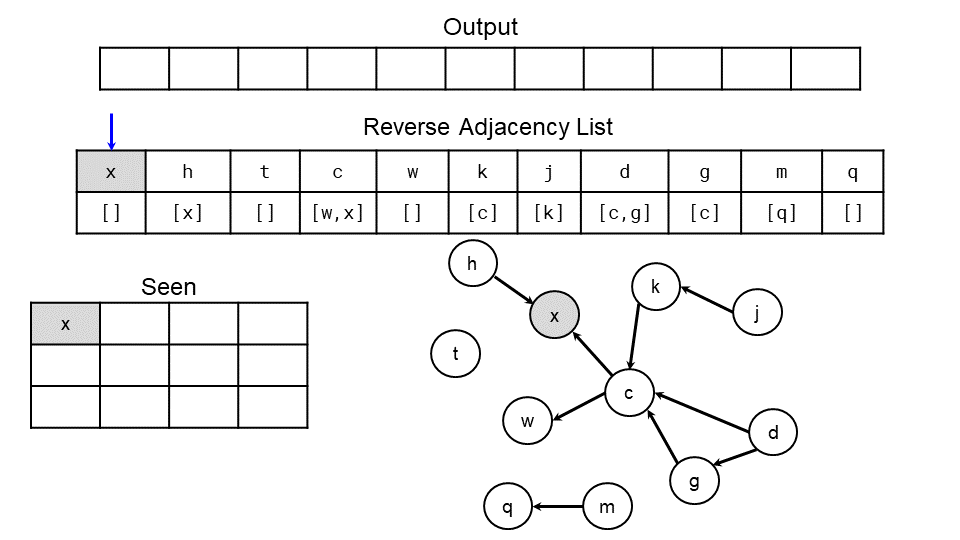 Output
Reverse Adjacency List
x h t c w k j d g m q
[] [x] [] [w,x] [] [c] [k] [c,g] [c] [q] []
Seen
x
h
k
x
j
t
c
w
d
g
q
m